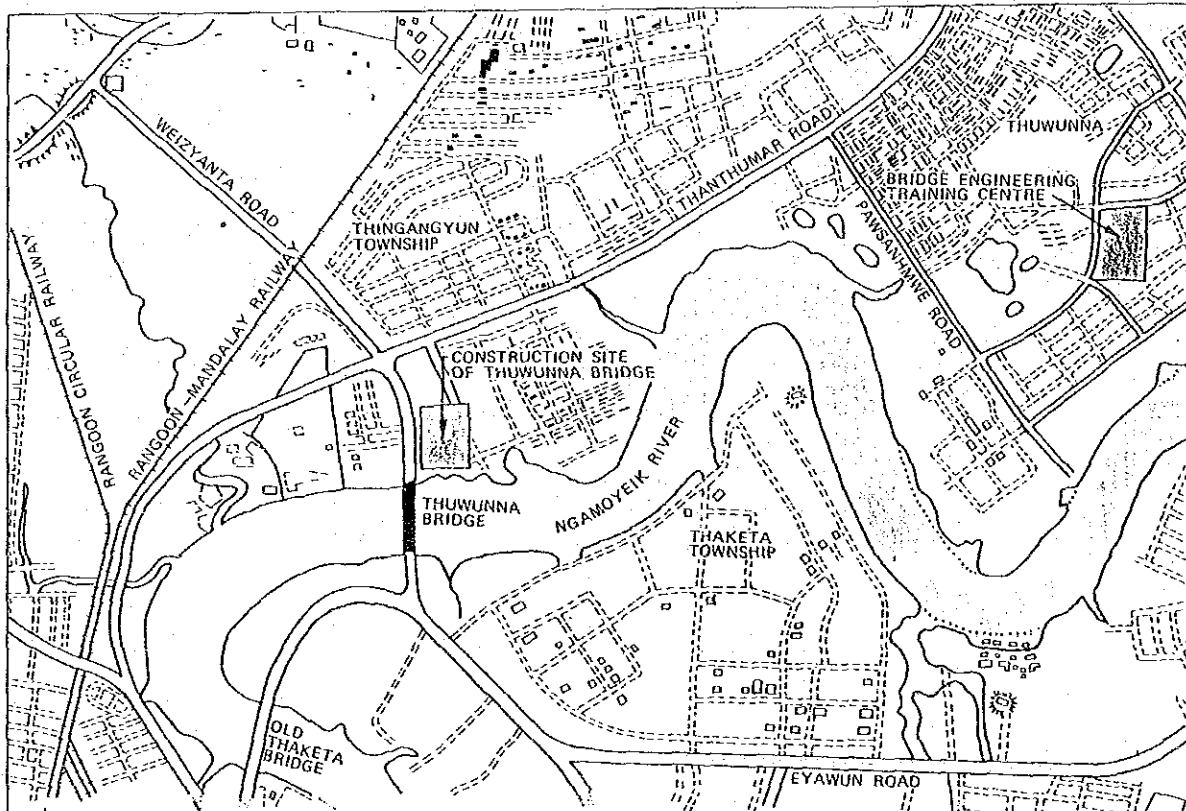 WEIZYANTA ROAD
THINGANGYUN
TOWNSHIP
THANTHUMAR ROAD
THUWUNNA
BRIDGE ENGINEERING
TRAINING CENTRE
PAWSANHMWE ROAD
RANGOON CIRCULAR RAILWAY
RANGOON-MANDALAY RAILWAY
CONSTRUCTION SITE
OF THUWUNNA BRIDGE
THUWUNNA
BRIDGE
NGAMOYEIK RIVER
THAKETA
TOWNSHIP
OLD
THAKETA
BRIDGE
EYAWUN ROAD